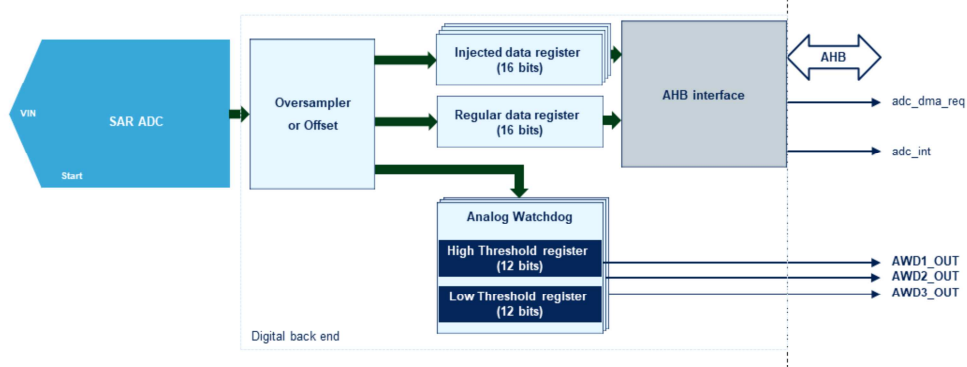 VIN
SAR ADC
Start
Oversampler
or Offset
Injected data register
(16 bits)
Regular data register
(16 bits)
AHB interface
AHB
adc_dma_req
adc_int
Analog Watchdog
High Threshold register
(12 bits)
Low Threshold register
(12 bits)
AWD1_OUT
AWD2_OUT
AWD3_OUT
Digital back end